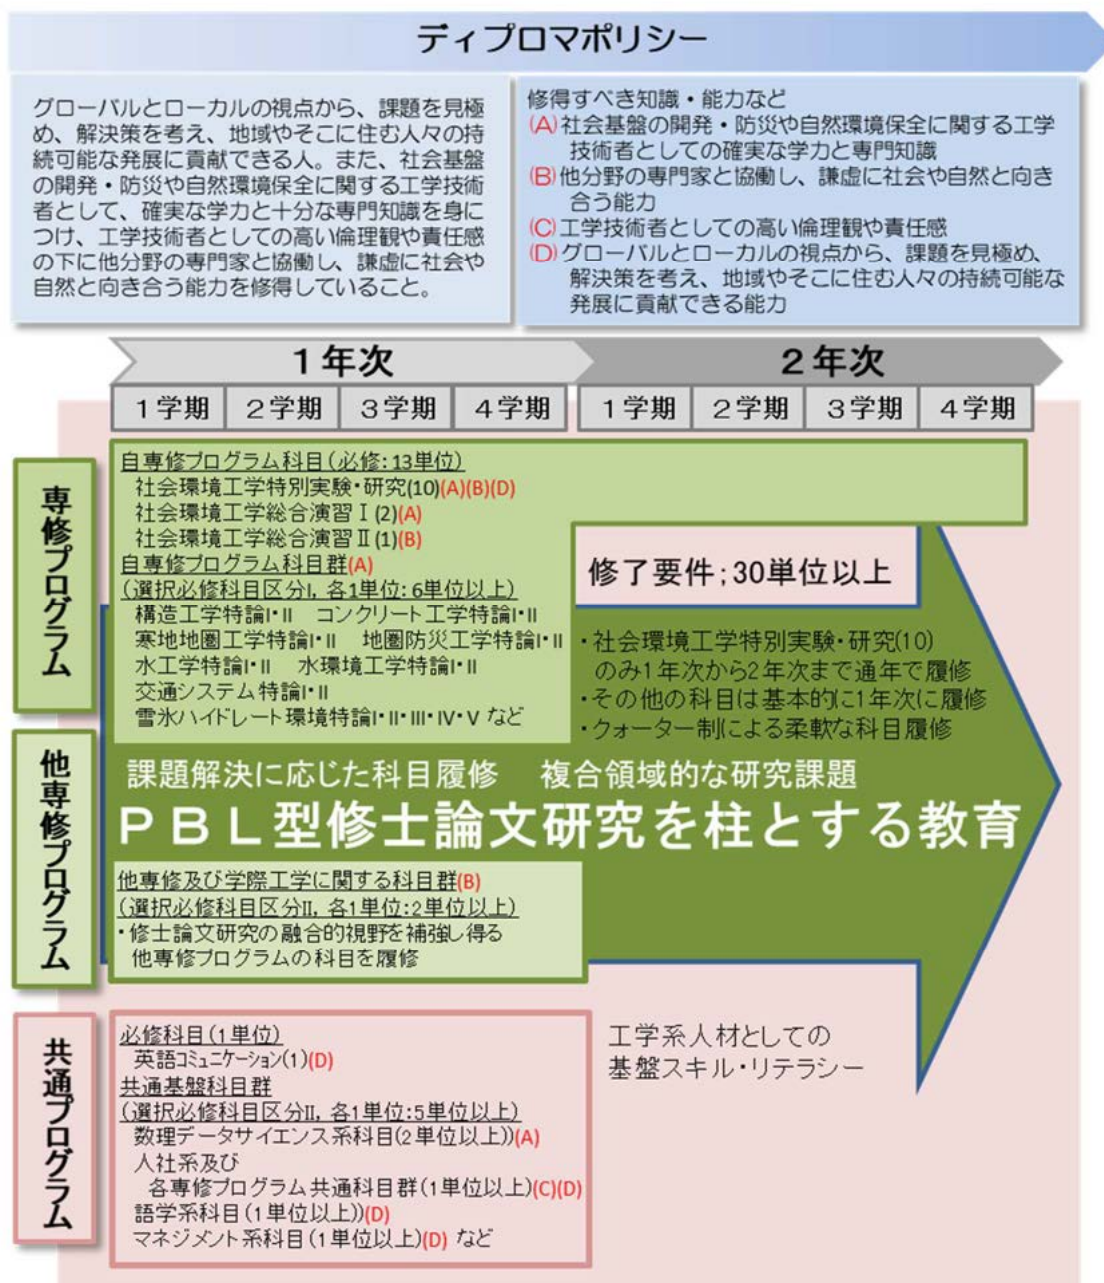 ディプロマポリシー
グローバルとローカルの視点から、課題を見極
め、解決策を考え、地域やそこに住む人々の持
続可能な発展に貢献できる人。また、社会基盤
の開発・防災や自然環境保全に関する工学技術
者として、確実な学力と十分な専門知識を身に
つけ、工学技術者としての高い倫理観や責任感
の下に他分野の専門家と協働し、謙虚に社会や
自然と向き合う能力を修得していること。
修得すべき知識・能力など
(A)社会基盤の開発・防災や自然環境保全に関する工学
技術者としての確実な学力と専門知識
(B)他分野の専門家と協働し、謙虚に社会や自然と向き
合う能力
(C)工学技術者としての高い倫理観や責任感
(D)グローバルとローカルの視点から、課題を見極め、
解決策を考え、地域やそこに住む人々の持続可能な
発展に貢献できる能力
1年次
2年次
1学期 2学期 3学期 4学期 1学期 2学期 3学期 4学期
専修プログラム
自専修プログラム科目(必修:13単位)
社会環境工学特別実験・研究(10)(A)(B)(D)
社会環境工学総合演習Ⅰ(2)(A)
社会環境工学総合演習Ⅱ(1)(B)
自専修プログラム科目群(A)
(選択必修科目区分I, 各1単位:6単位以上)
構造工学特論I・II コンクリート工学特論I・II
寒地地圏工学特論I・II 地圏防災工学特論I・II
水工学特論I・II 水環境工学特論I・II
交通システム特論I・II
雪氷ハイドレート環境特論I・II・III・IV・V など
修了要件;30単位以上
・社会環境工学特別実験・研究(10)
のみ1年次から2年次まで通年で履修
・その他の科目は基本的に1年次に履修
・クォーター制による柔軟な科目履修
他専修プログラム
課題解決に応じた科目履修 複合領域的な研究課題
PBL型修士論文研究を柱とする教育
他専修及び学際工学に関する科目群(B)
(選択必修科目区分II, 各1単位:2単位以上)
・修士論文研究の融合的視野を補強し得る
他専修プログラムの科目を履修
共通プログラム
必修科目(1単位)
英語コミュニケーション(1)(D)
共通基盤科目群
(選択必修科目区分II, 各1単位:5単位以上)
数理データサイエンス系科目(2単位以上))(A)
人社系及び
各専修プログラム共通科目群(1単位以上)(C)(D)
語学系科目(1単位以上))(D)
マネジメント系科目(1単位以上)(D) など
工学系人材としての
基盤スキル・リテラシー